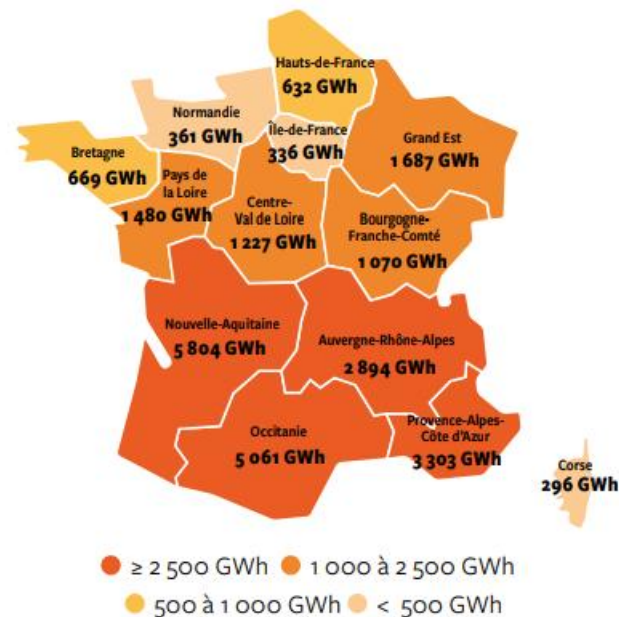 Hauts-de-France
632 GWh
Normandie
361 GWh
Île-de-France
336 GWh
Grand Est
1 687 GWh
Bretagne
669 GWh
Pays de
la Loire
1 480 GWh
Centre-
Val de Loire
1 227 GWh
Bourgogne-
Franche-Comté
1 070 GWh
Nouvelle-Aquitaine
5 804 GWh
Auvergne-Rhône-Alpes
2 894 GWh
Occitanie
5 061 GWh
Provence-Alpes-
Côte d'Azur
3 303 GWh
Corse
296 GWh
≥ 2 500 GWh 1 000 à 2 500 GWh
500 à 1 000 GWh < 500 GWh